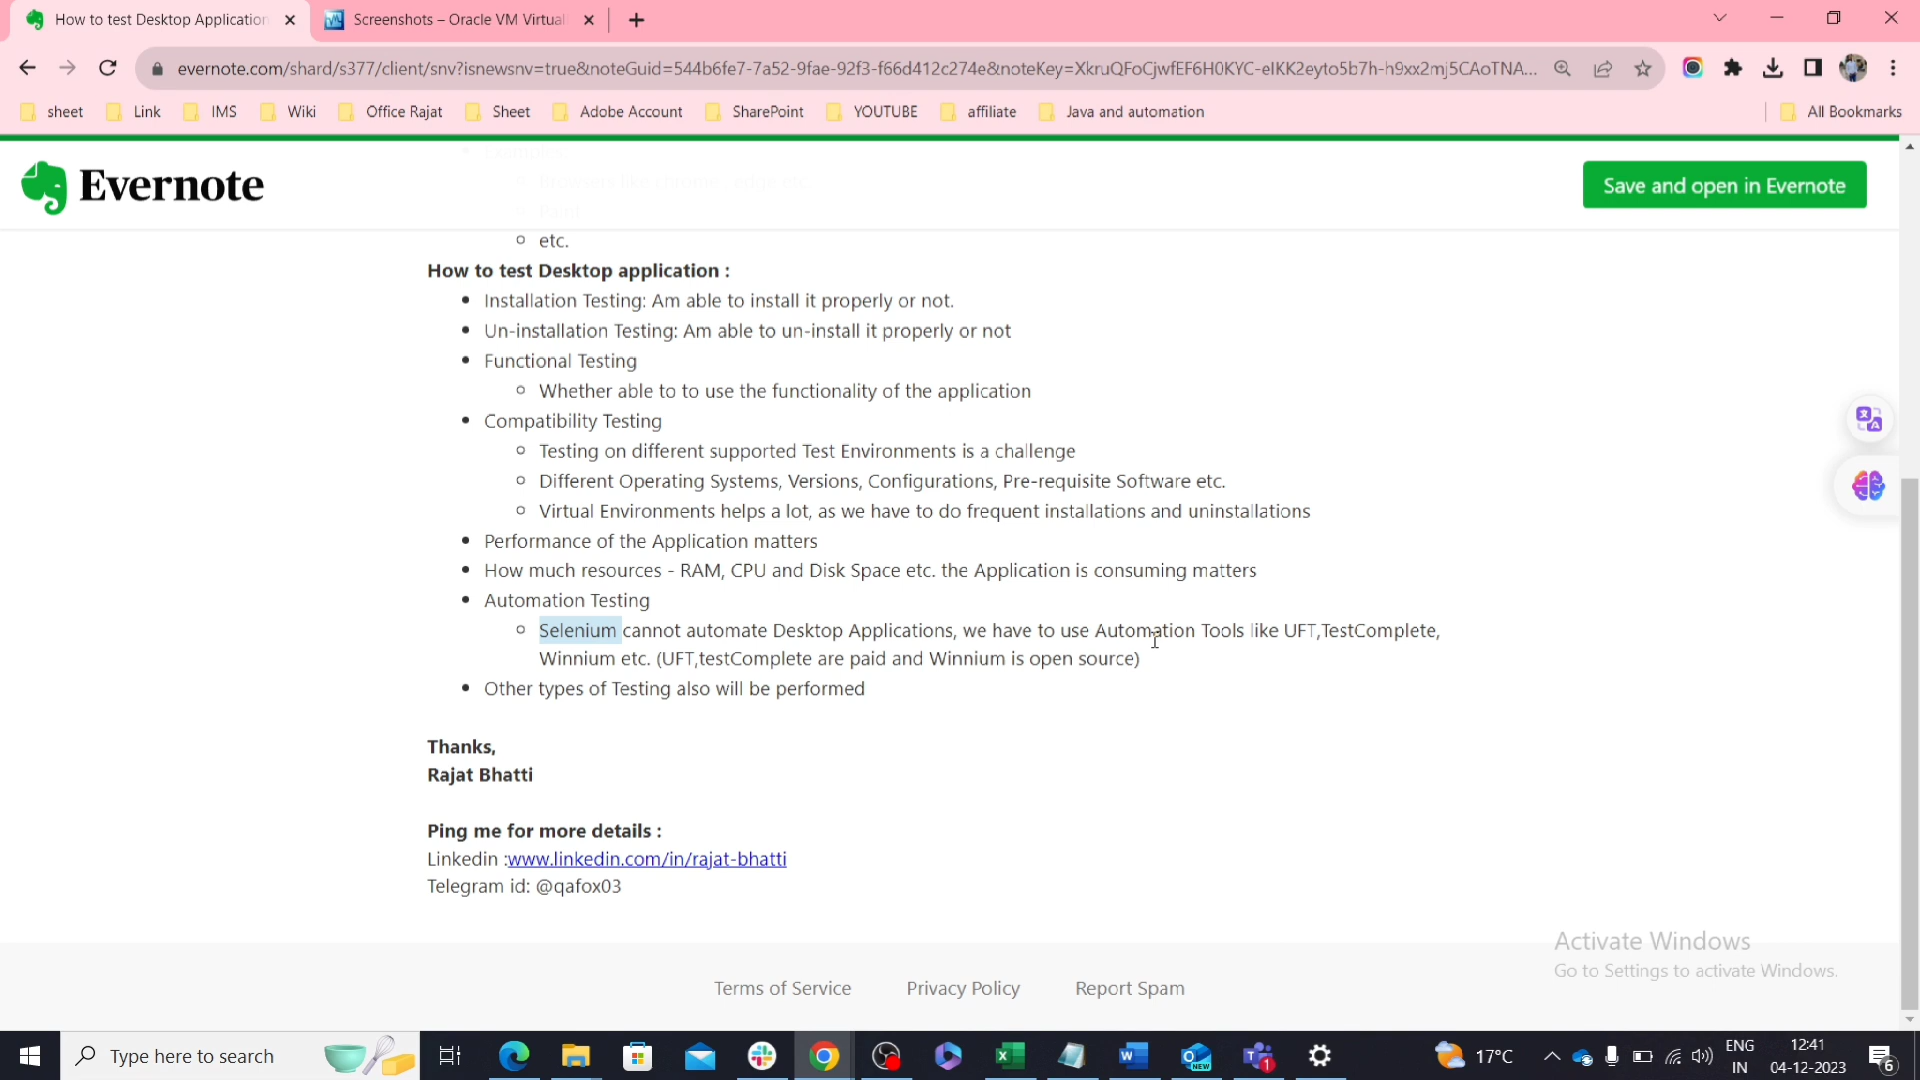 How to test Desktop Application
Screenshots – Oracle VM Virtual
evernote.com/shard/s377/client/snv?isnewsnv=true&noteGuid=544b6fe7-7a52-9fae-92f3-f66d412c274e&noteKey=XkruQFoCjwfEF6H0KYC-eIKK2eyto5b7h-h9xx2mj5CAoTNA...
sheet Link IMS Wiki Office Rajat Sheet Adobe Account SharePoint YOUTUBE affiliate Java and automation All Bookmarks
Evernote
Save and open in Evernote
etc.
How to test Desktop application :
Installation Testing: Am able to install it properly or not.
Un-installation Testing: Am able to un-install it properly or not
Functional Testing
Whether able to to use the functionality of the application
Compatibility Testing
Testing on different supported Test Environments is a challenge
Different Operating Systems, Versions, Configurations, Pre-requisite Software etc.
Virtual Environments helps a lot, as we have to do frequent installations and uninstallations
Performance of the Application matters
How much resources - RAM, CPU and Disk Space etc. the Application is consuming matters
Automation Testing
Selenium cannot automate Desktop Applications, we have to use Automation Tools like UFT,TestComplete,
Winnium etc. (UFT,testComplete are paid and Winnium is open source)
Other types of Testing also will be performed
Thanks,
Rajat Bhatti
Ping me for more details :
Linkedin :www.linkedin.com/in/rajat-bhatti
Telegram id: @qafox03
Activate Windows
Go to Settings to activate Windows.
Terms of Service Privacy Policy Report Spam
Type here to search
17°C
ENG
IN
12:41
04-12-2023
6